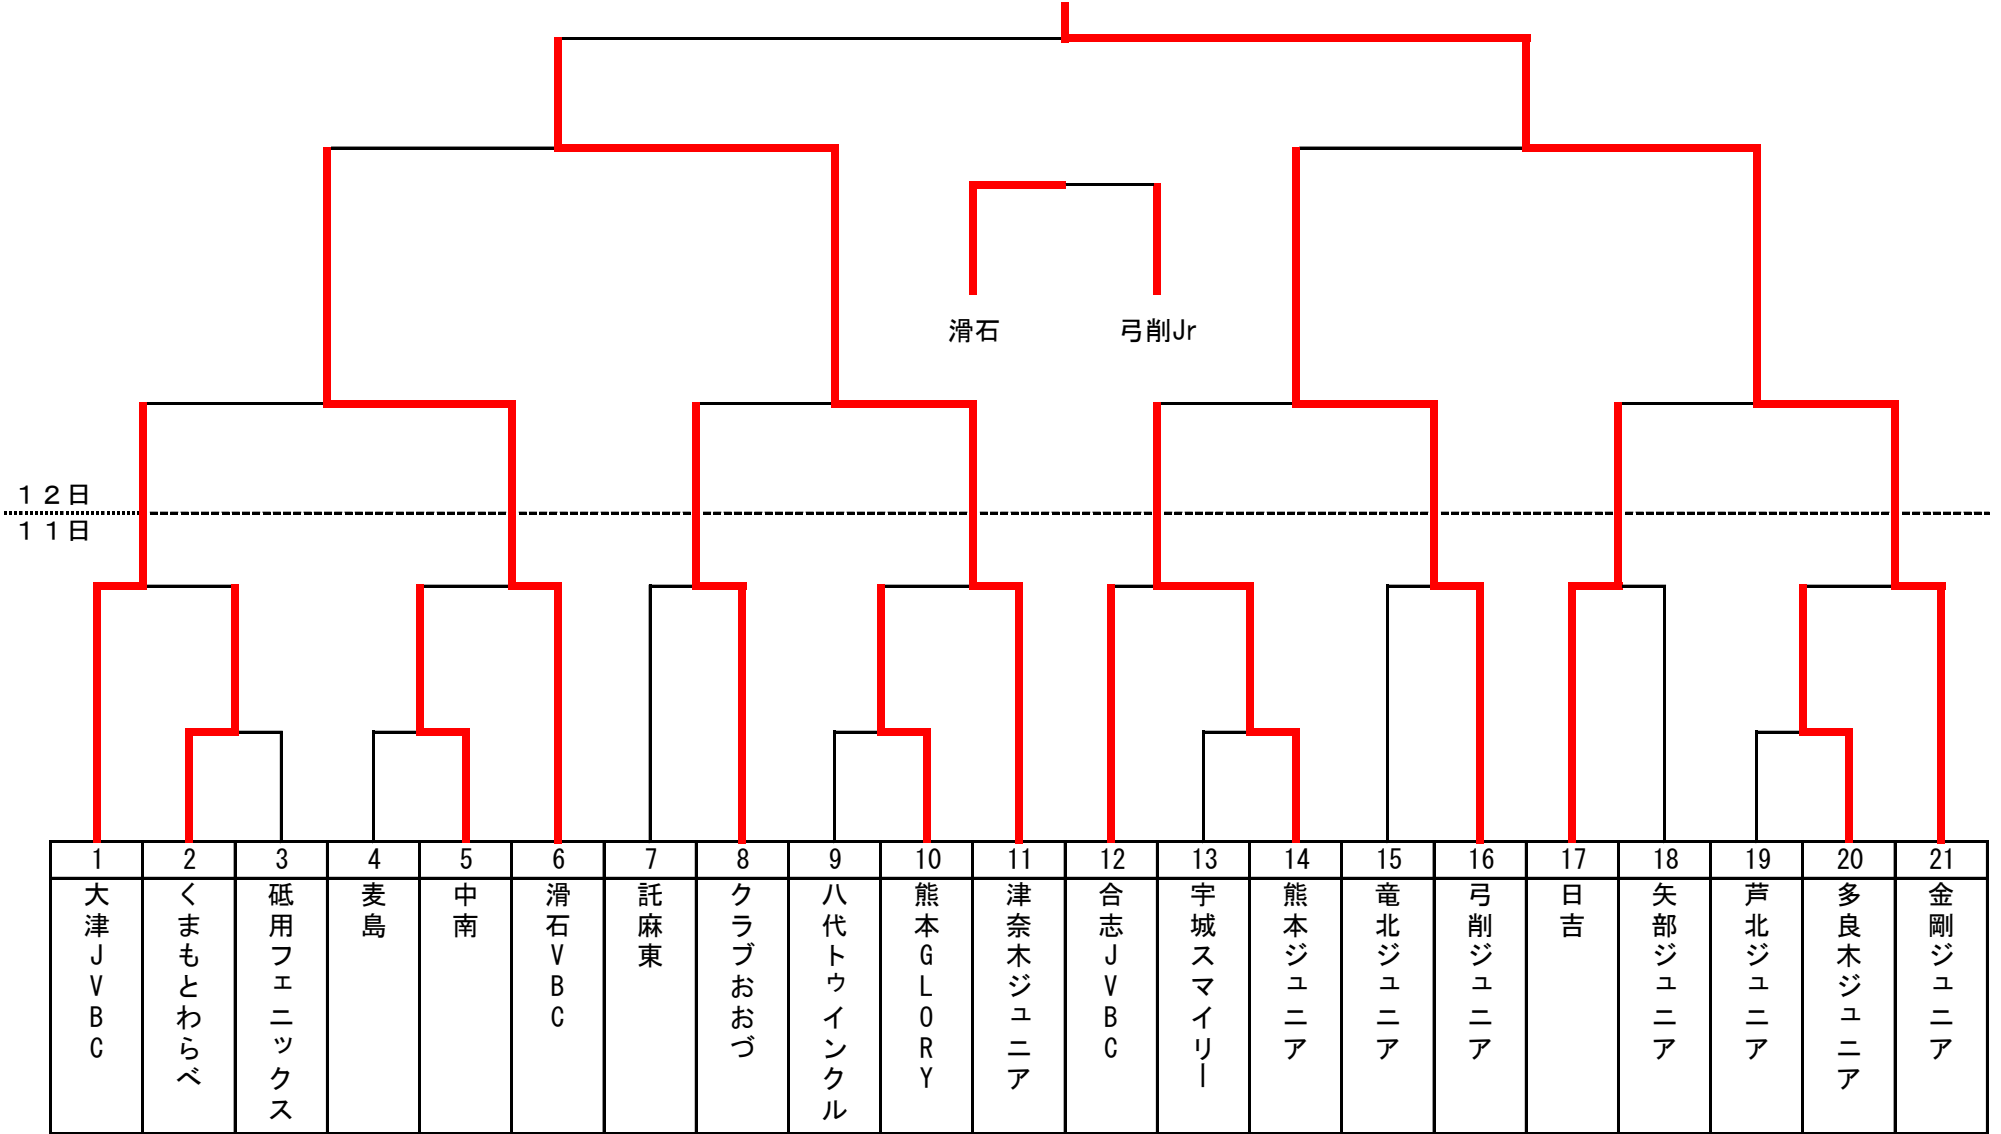 滑石
弓削Jr
１２日
１１日
1
2
3
4
5
6
7
8
9
10
11
12
13
14
15
16
17
18
19
20
21
大津JVBC
くまもとわらべ
砥用フェニックス
麦島
中南
滑石VBC
託麻東
クラブおおづ
八代トゥインクル
熊本GLORY
津奈木ジュニア
合志JVBC
宇城スマイリー
熊本ジュニア
竜北ジュニア
弓削ジュニア
日吉
矢部ジュニア
芦北ジュニア
多良木ジュニア
金剛ジュニア